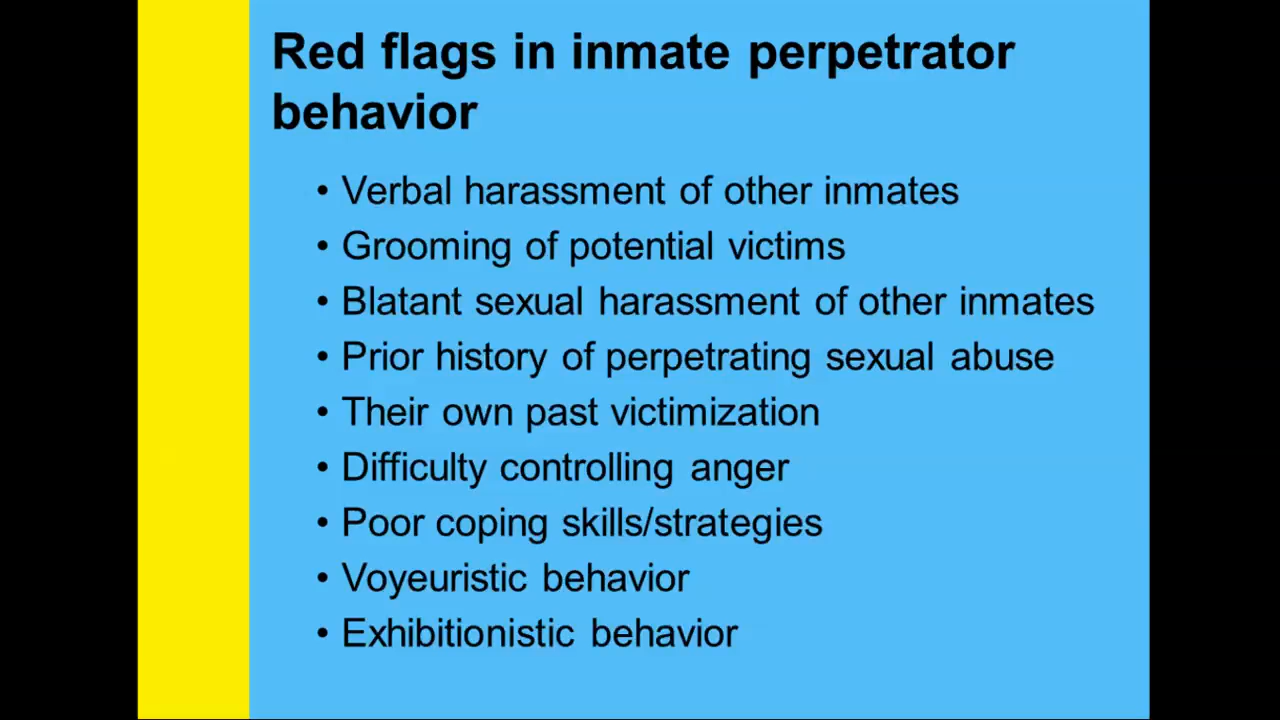 Red flags in inmate perpetrator
behavior
• Verbal harassment of other inmates
• Grooming of potential victims
• Blatant sexual harassment of other inmates
• Prior history of perpetrating sexual abuse
• Their own past victimization
• Difficulty controlling anger
• Poor coping skills/strategies
• Voyeuristic behavior
• Exhibitionistic behavior